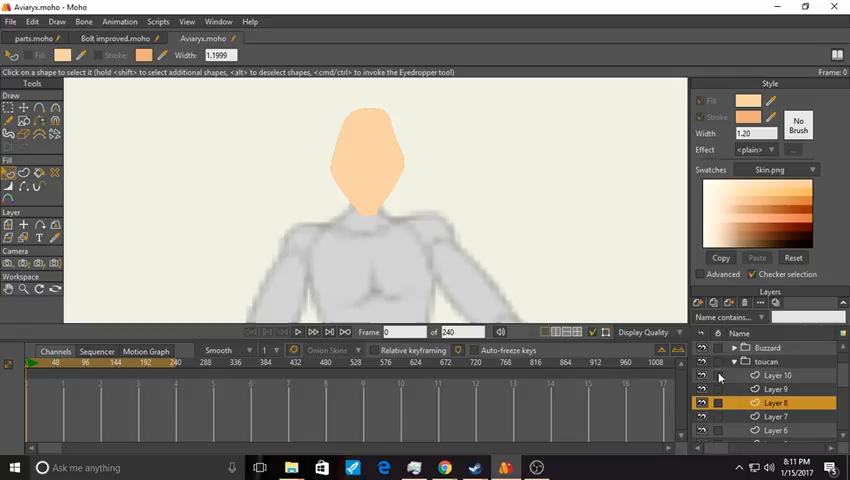 Aviaryx.moho - Moho
File Edit Draw Bone Animation Scripts View Window Help
parts.moho Bolt improved.moho Aviaryx.moho
Fill: Stroke: Width: 1.1999
Click on a shape to select it (hold <shift> to select additional shapes, <alt> to deselect shapes, <cmd/ctrl> to invoke the Eyedropper tool) Frame: 0
Tools
Draw
Fill
Layer
Camera
Workspace
Style
Fill
Stroke
No Brush
Width 1.20
Effect <plain> ...
Swatches Skin.png
Copy Paste Reset
Advanced Checker selection
Layers
Name contains...
Name
Buzzard
toucan
Layer 10
Layer 9
Layer 8
Layer 7
Layer 6
Frame 0 of 240 Display Quality
Channels Sequencer Motion Graph Smooth 1 Onion Skins Relative keyframing Auto-freeze keys
48 96 144 192 240 288 336 384 432 480 528 576 624 672 720 768 816 864 912 960 1008
1 2 3 4 5 6 7 8 9 10 11 12 13 14 15 16 17
Ask me anything
8:11 PM
1/15/2017